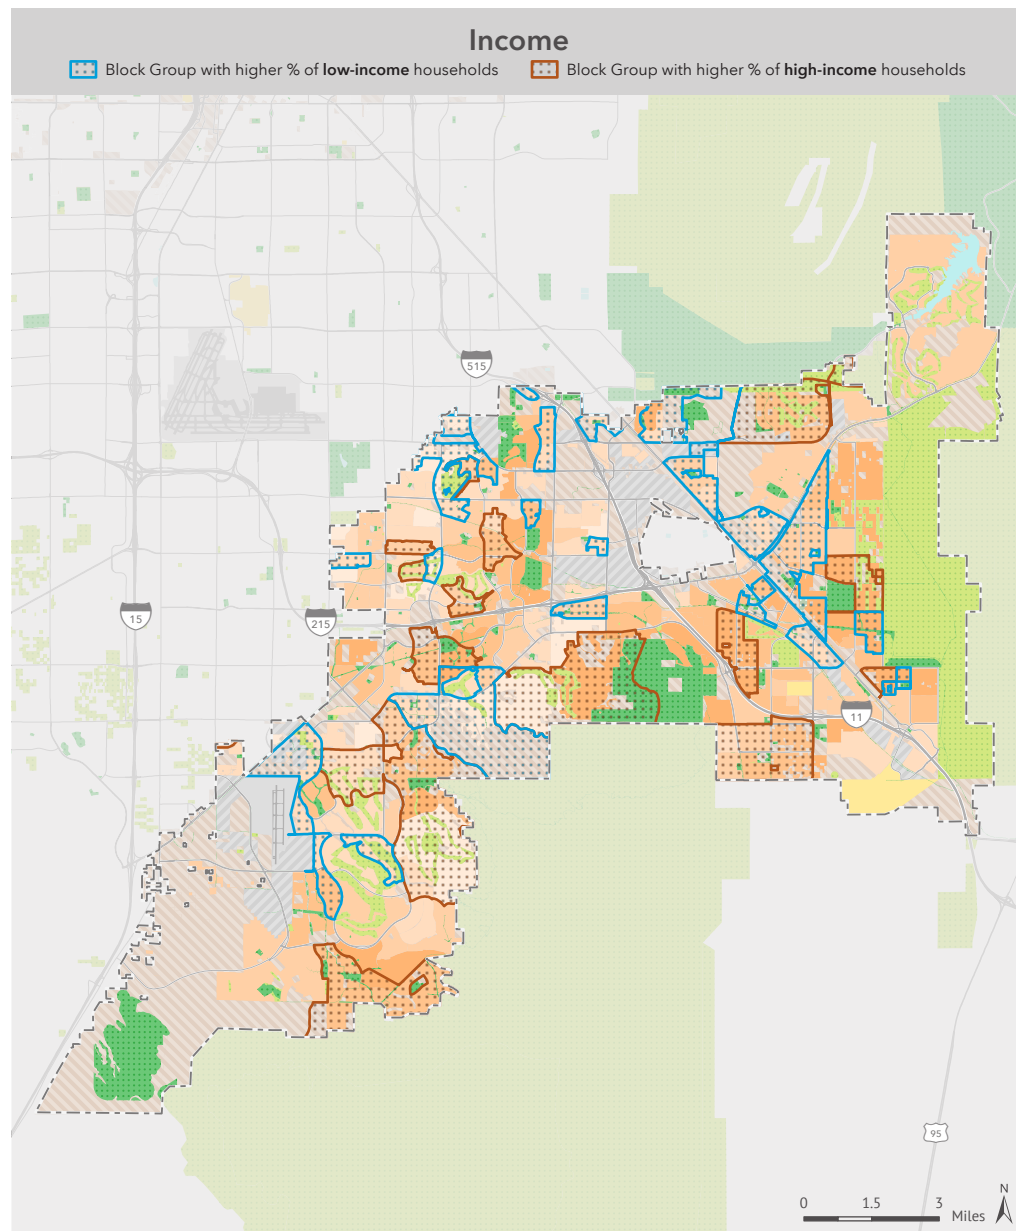 Income
Block Group with higher % of low-income households Block Group with higher % of high-income households
515
15
215
11
95
N
0 1.5 3
Miles